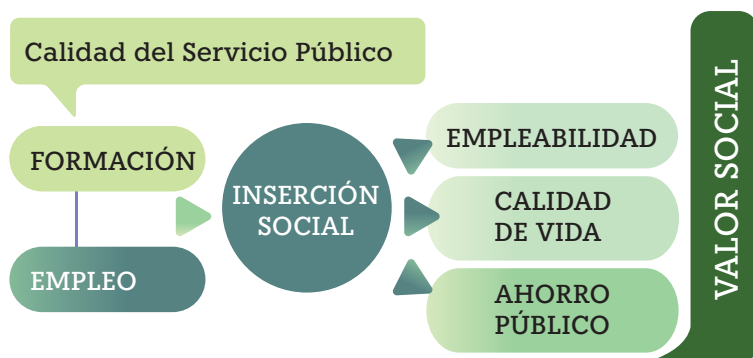 Calidad del Servicio Público
FORMACIÓN
EMPLEO
INSERCIÓN
SOCIAL
EMPLEABILIDAD
CALIDAD
DE VIDA
AHORRO
PÚBLICO
VALOR SOCIAL